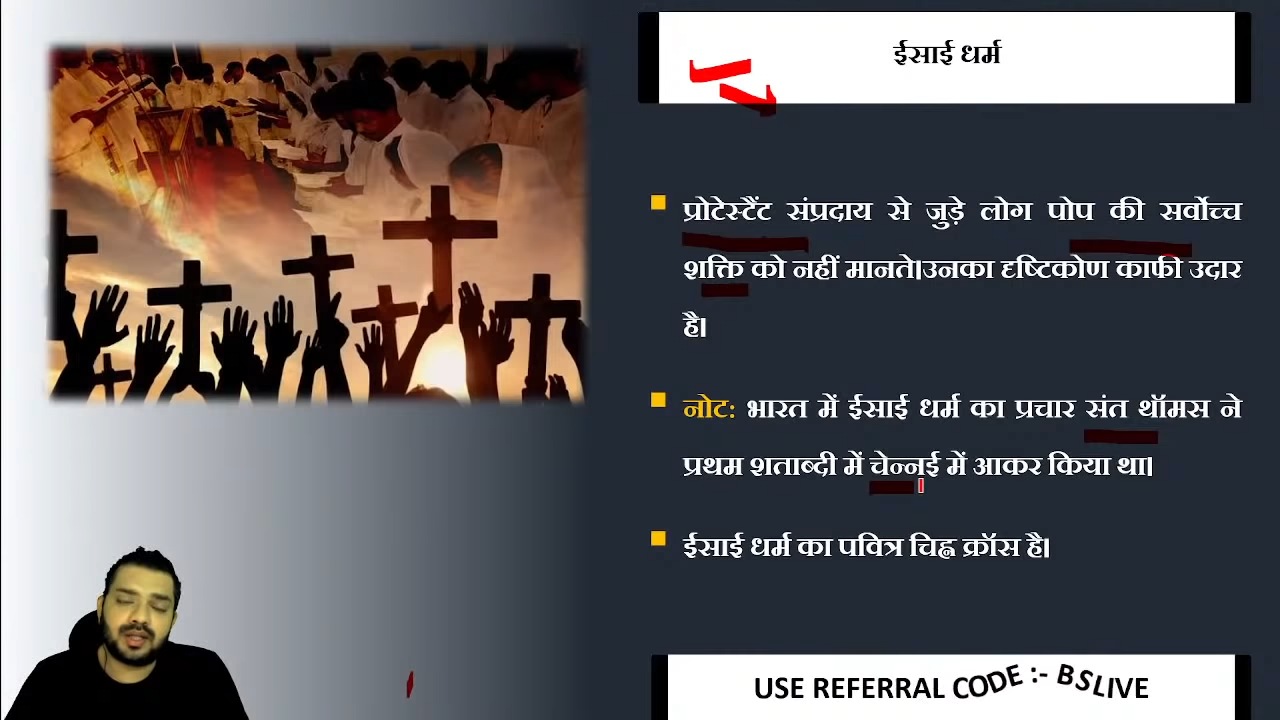 ईसाई धर्म
प्रोटेस्टैंट संप्रदाय से जुड़े लोग पोप की सर्वोच्च
शक्ति को नहीं मानते।उनका दृष्टिकोण काफी उदार
है।
नोट: भारत में ईसाई धर्म का प्रचार संत थॉमस ने
प्रथम शताब्दी में चेन्नई में आकर किया था।
ईसाई धर्म का पवित्र चिह्न क्रॉस है।
USE REFERRAL CODE :- BSLIVE